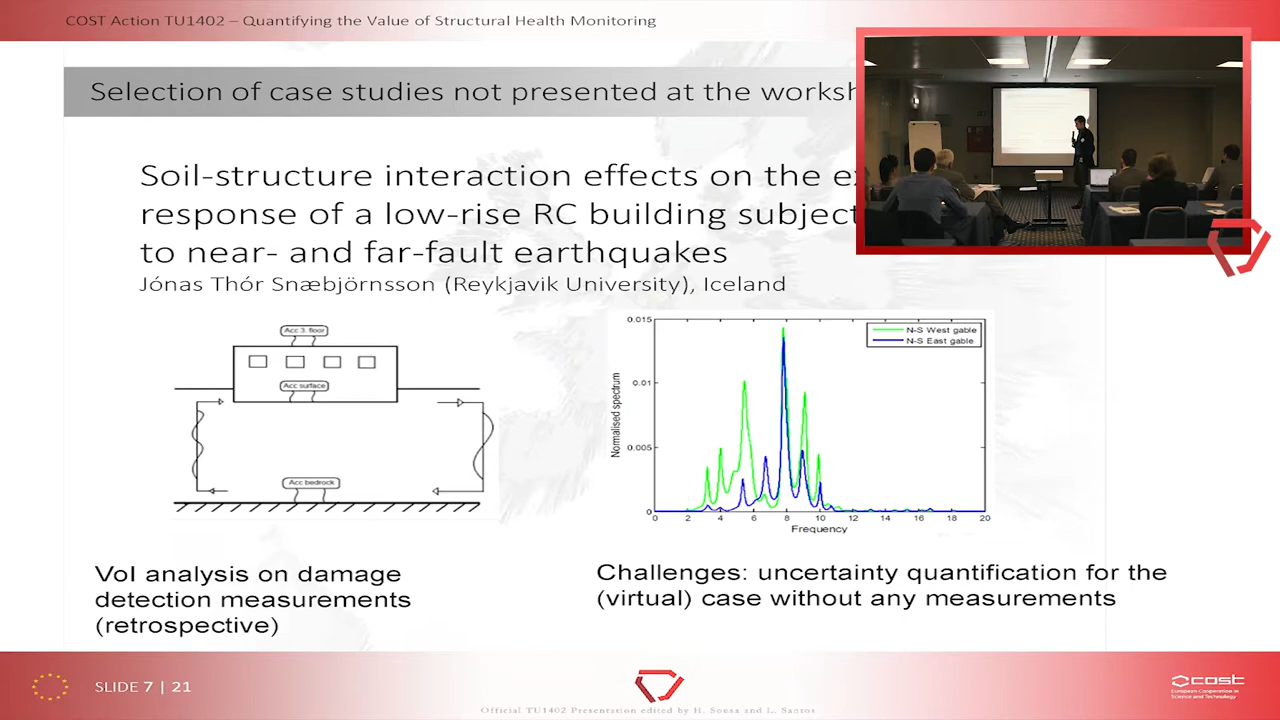 COST Action TU1402 – Quantifying the Value of Structural Health Monitoring
Selection of case studies not presented at the worksh
Soil-structure interaction effects on the e
response of a low-rise RC building subject
to near- and far-fault earthquakes
Jónas Thór Snæbjörnsson (Reykjavik University), Iceland
Acc 3. floor
Acc surface
Acc bedrock
0.015
0.01
0.005
0
Normalised spectrum
N-S West gable
N-S East gable
0 2 4 6 8 10 12 14 16 18 20
Frequency
VoI analysis on damage
detection measurements
(retrospective)
Challenges: uncertainty quantification for the
(virtual) case without any measurements
SLIDE 7 | 21
cost
European Cooperation in
Science and Technology
Official TU1402 Presentation edited by H. Sousa and L. Santos